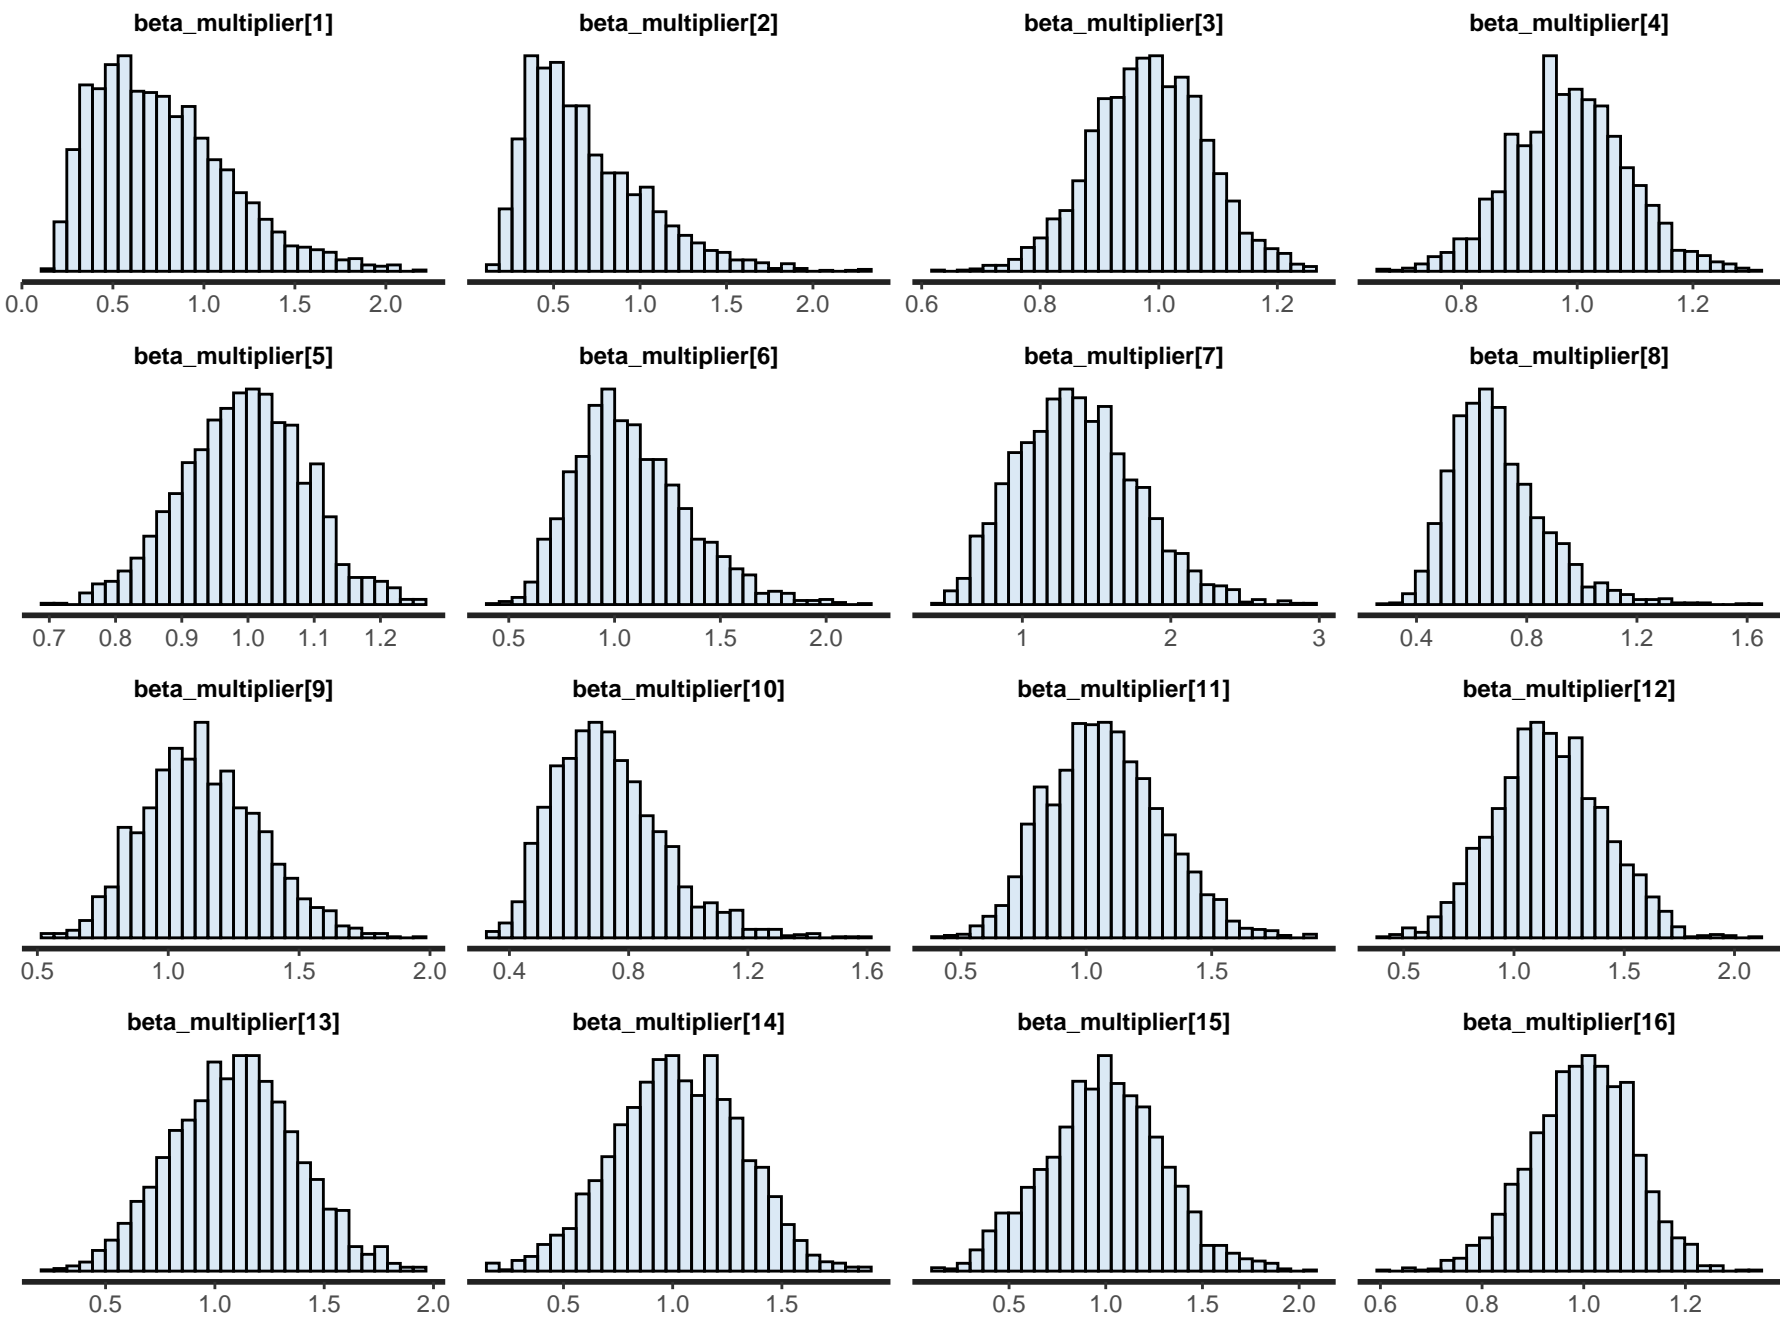 beta_multiplier[1] beta_multiplier[2] beta_multiplier[3] beta_multiplier[4]
0.0 0.5 1.0 1.5 2.0 0.5 1.0 1.5 2.0 0.6 0.8 1.0 1.2 0.8 1.0 1.2
beta_multiplier[5] beta_multiplier[6] beta_multiplier[7] beta_multiplier[8]
0.7 0.8 0.9 1.0 1.1 1.2 0.5 1.0 1.5 2.0 1 2 3 0.4 0.8 1.2 1.6
beta_multiplier[9] beta_multiplier[10] beta_multiplier[11] beta_multiplier[12]
0.5 1.0 1.5 2.0 0.4 0.8 1.2 1.6 0.5 1.0 1.5 0.5 1.0 1.5 2.0
beta_multiplier[13] beta_multiplier[14] beta_multiplier[15] beta_multiplier[16]
0.5 1.0 1.5 2.0 0.5 1.0 1.5 0.5 1.0 1.5 2.0 0.6 0.8 1.0 1.2